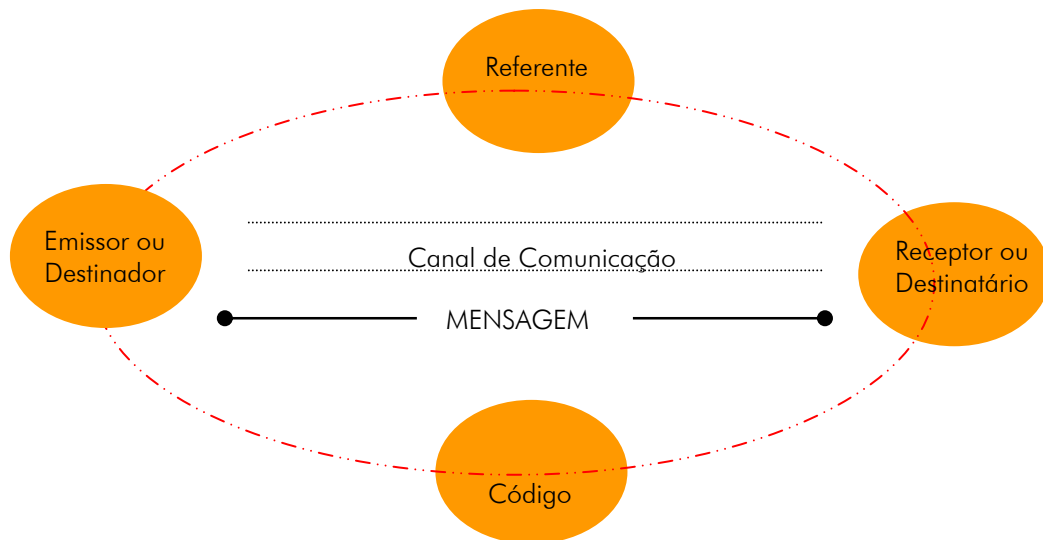 Referente
Emissor ou
Destinador
Canal de Comunicação
Receptor ou
Destinatário
MENSAGEM
Código